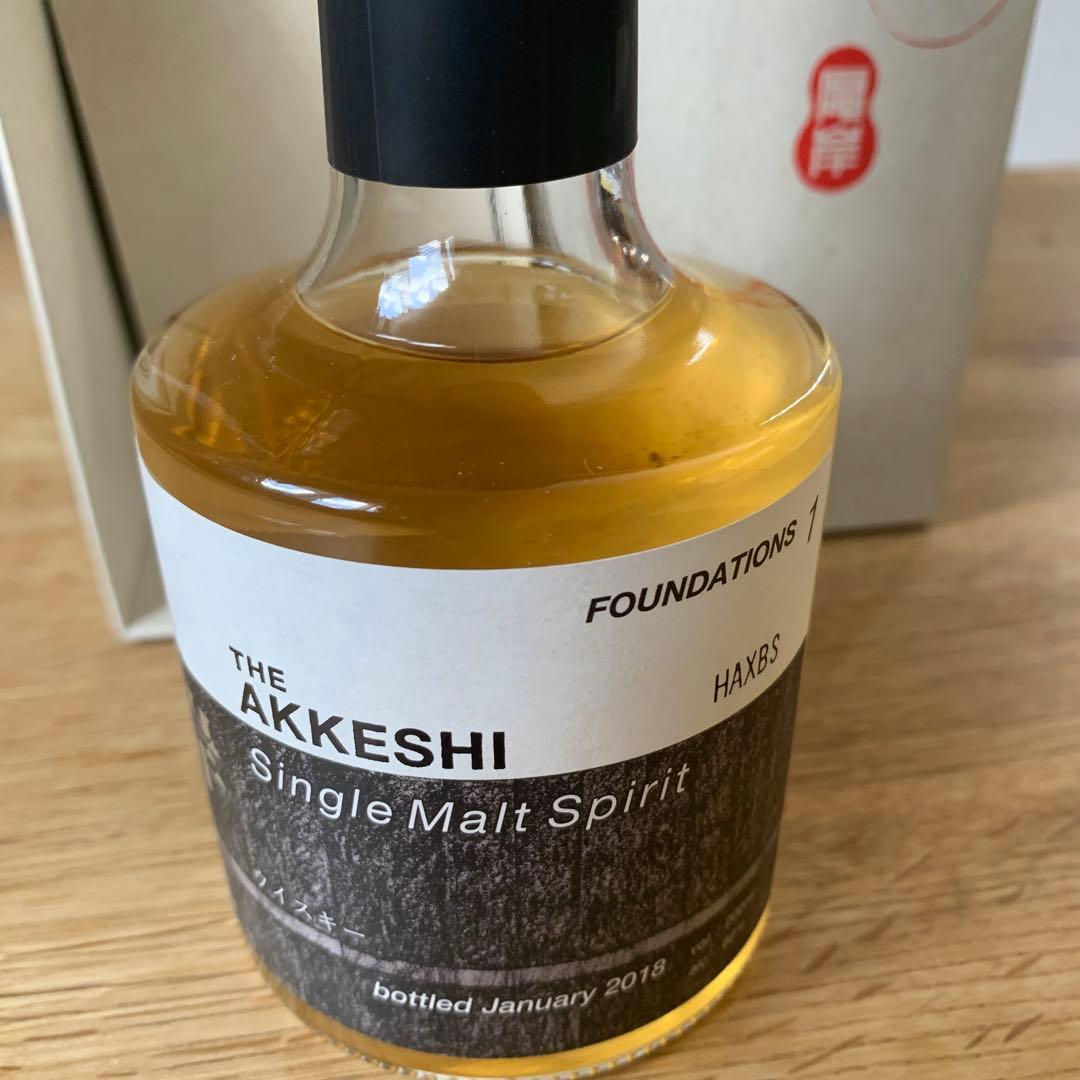 厚岸
FOUNDATIONS 1
HAXBS
THE
AKKESHI
Single Malt Spirit
ウイスキー
bottled January 2018